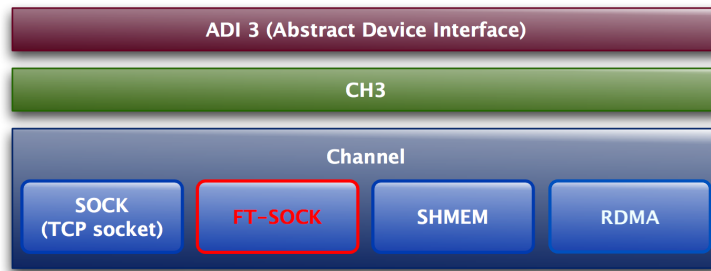 ADI 3 (Abstract Device Interface)
CH3
Channel
SOCK
(TCP socket)
FT-SOCK
SHMEM
RDMA